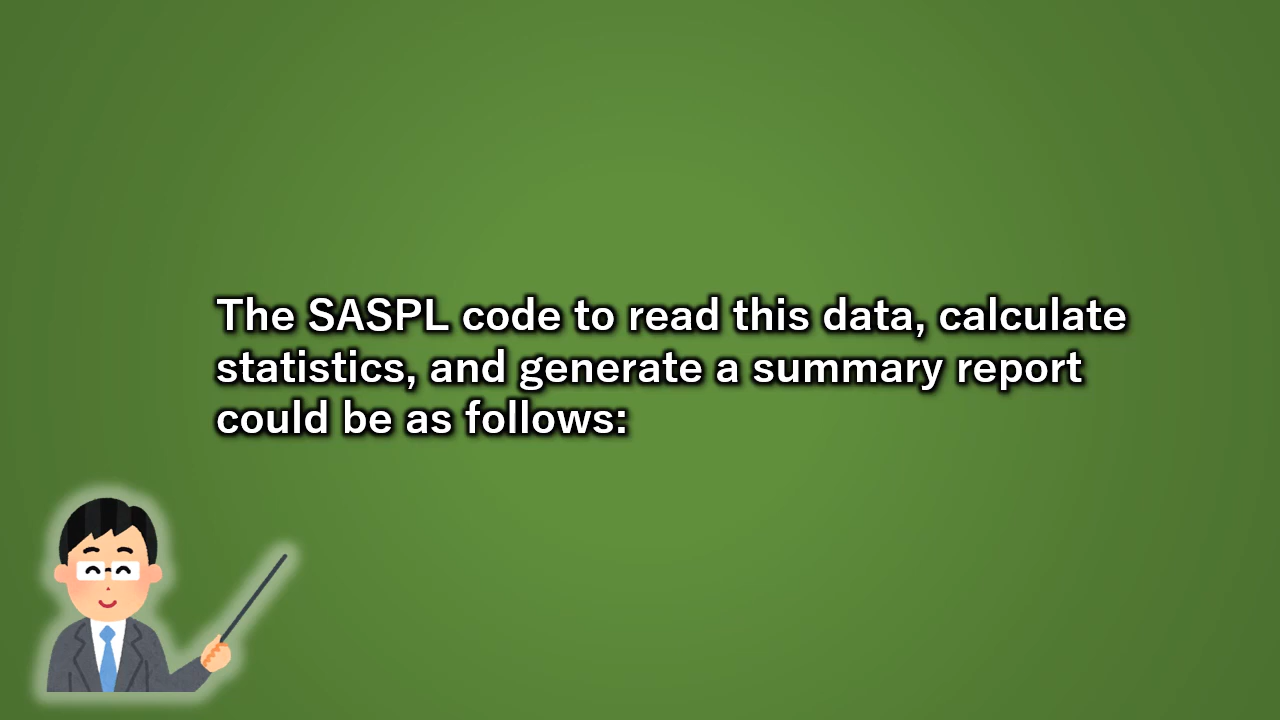 The SASPL code to read this data, calculate
statistics, and generate a summary report
could be as follows: